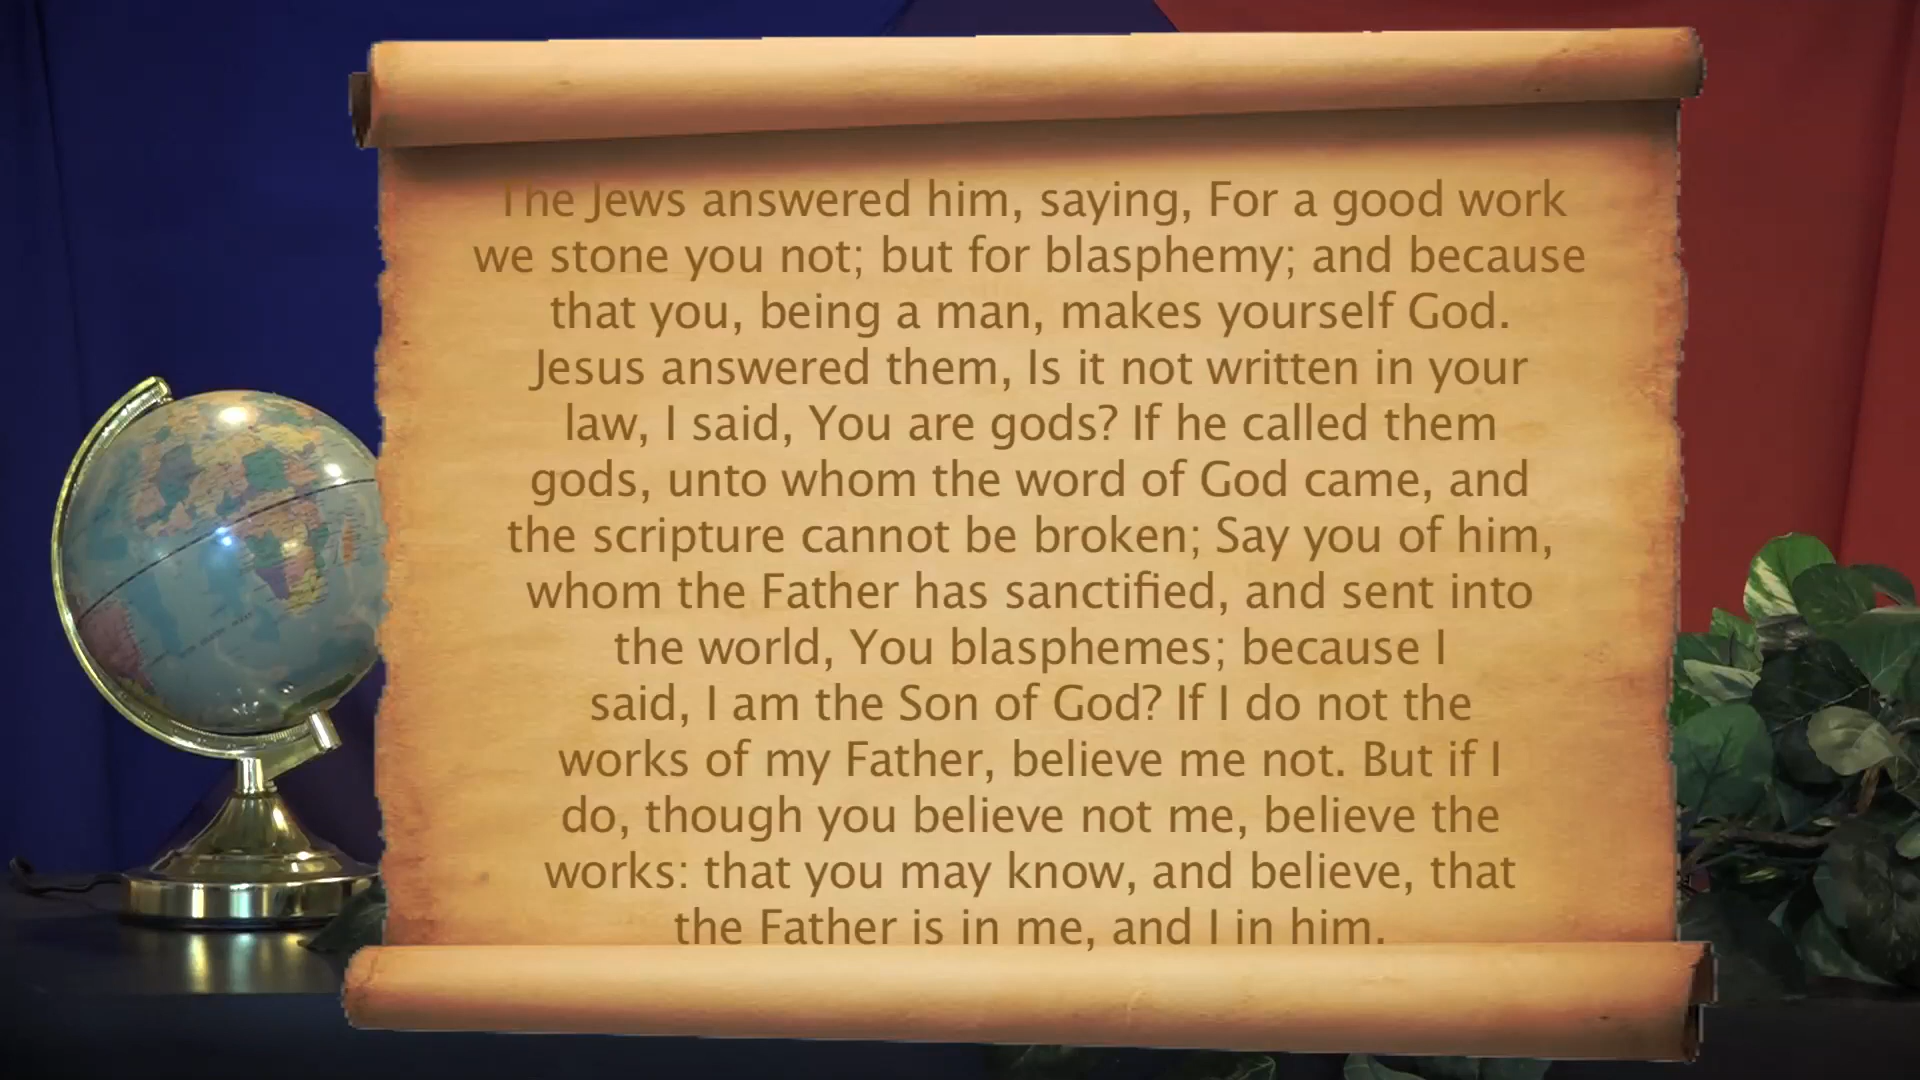 The Jews answered him, saying, For a good work
we stone you not; but for blasphemy; and because
that you, being a man, makes yourself God.
Jesus answered them, Is it not written in your
law, I said, You are gods? If he called them
gods, unto whom the word of God came, and
the scripture cannot be broken; Say you of him,
whom the Father has sanctified, and sent into
the world, You blasphemes; because I
said, I am the Son of God? If I do not the
works of my Father, believe me not. But if I
do, though you believe not me, believe the
works: that you may know, and believe, that
the Father is in me, and I in him.